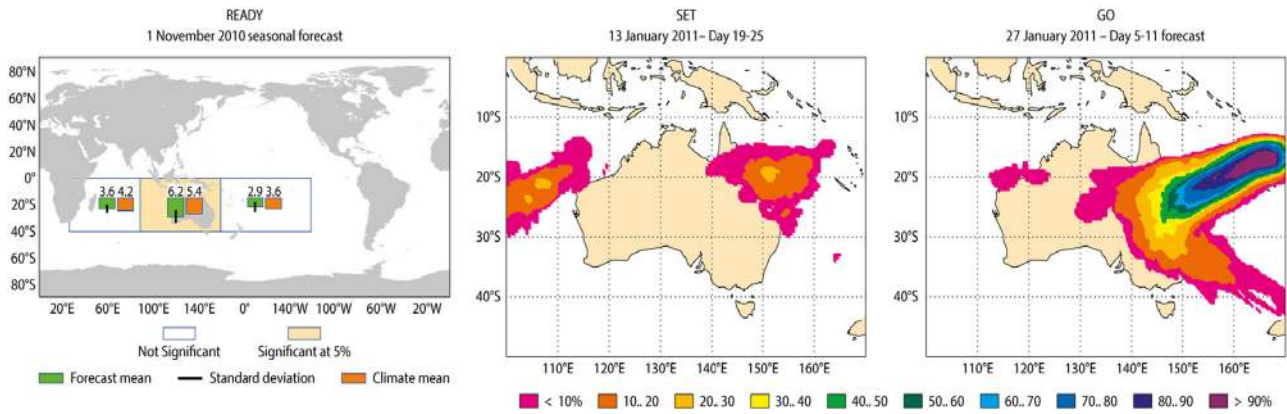 READY
1 November 2010 seasonal forecast
80°N
60°N
40°N
20°N
0°
20°S
40°S
60°S
80°S
3.6 4.2
6.2 5.4
2.9 3.6
20°E 60°E 100°E 140°E 0° 140°W 100°W 60°W 20°W
Not Significant Significant at 5%
Forecast mean Standard deviation Climate mean
SET
13 January 2011– Day 19-25
10°S
20°S
30°S
40°S
110°E 120°E 130°E 140°E 150°E 160°E
GO
27 January 2011 – Day 5-11 forecast
10°S
20°S
30°S
40°S
110°E 120°E 130°E 140°E 150°E 160°E
< 10% 10.. 20 20.. 30 30.. 40 40.. 50 50.. 60 60.. 70 70.. 80 80.. 90 > 90%